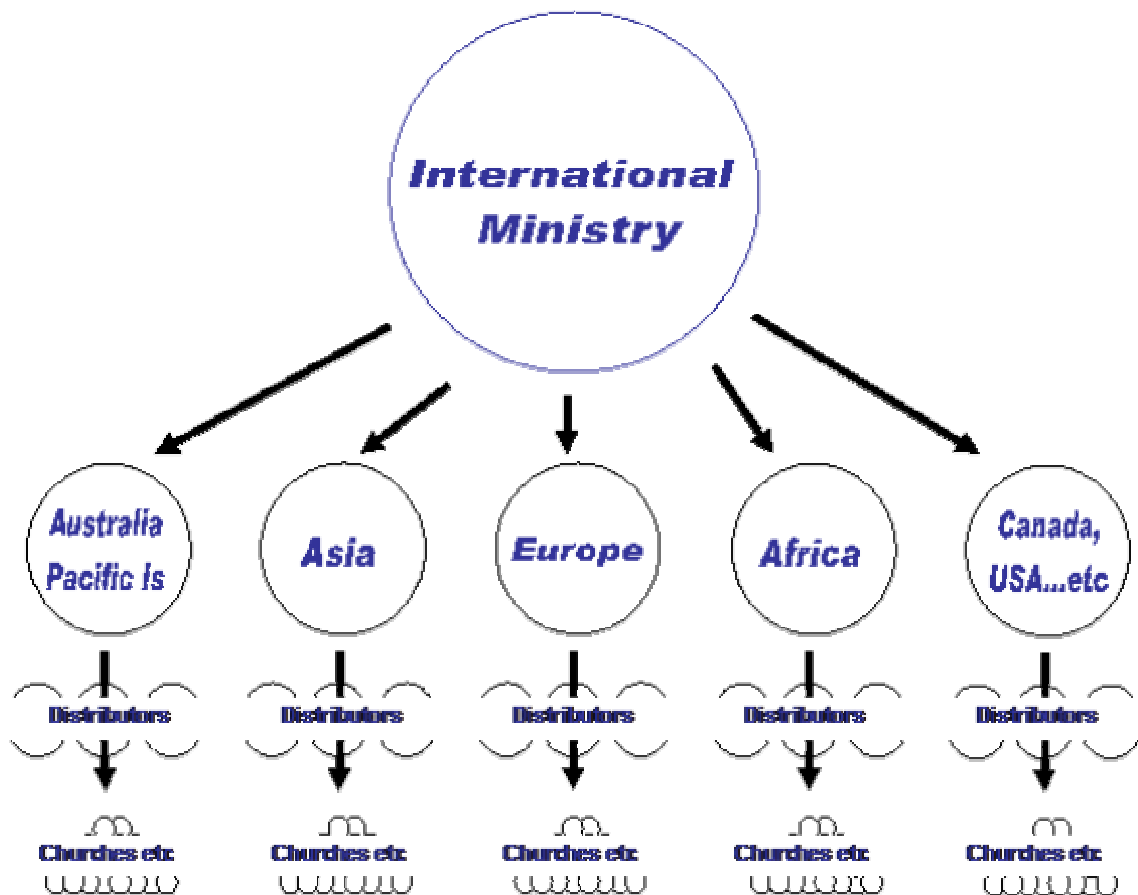 International
Ministry
Australia
Pacific Is
Asia
Europe
Africa
Canada,
USA...etc
Distributors
Distributors
Distributors
Distributors
Distributors
Churches etc
Churches etc
Churches etc
Churches etc
Churches etc